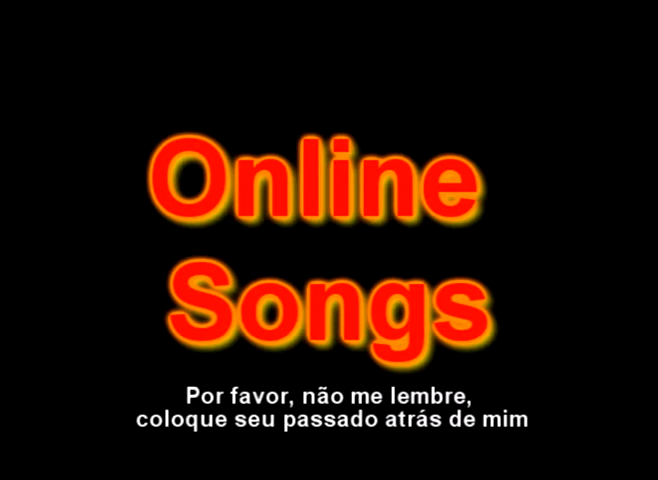 Online
Songs
Por favor, não me lembre,
coloque seu passado atrás de mim